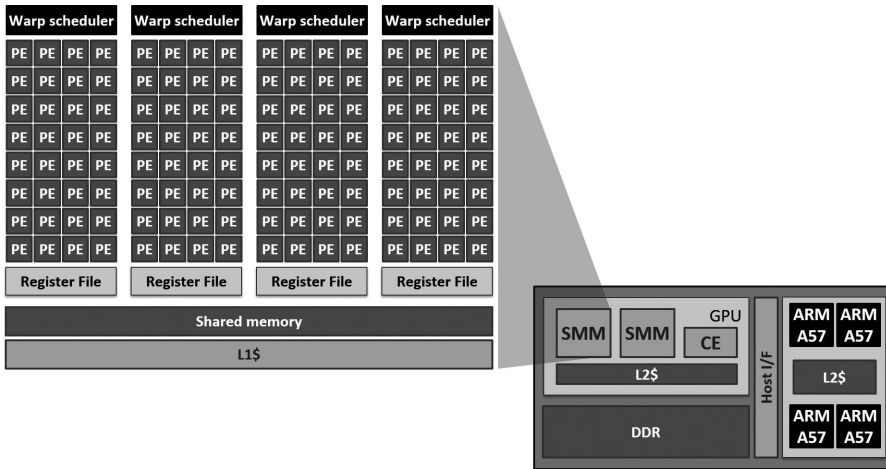 Warp scheduler Warp scheduler Warp scheduler Warp scheduler
PE PE PE PE PE PE PE PE PE PE PE PE PE PE PE PE
PE PE PE PE PE PE PE PE PE PE PE PE PE PE PE PE
PE PE PE PE PE PE PE PE PE PE PE PE PE PE PE PE
PE PE PE PE PE PE PE PE PE PE PE PE PE PE PE PE
PE PE PE PE PE PE PE PE PE PE PE PE PE PE PE PE
PE PE PE PE PE PE PE PE PE PE PE PE PE PE PE PE
PE PE PE PE PE PE PE PE PE PE PE PE PE PE PE PE
PE PE PE PE PE PE PE PE PE PE PE PE PE PE PE PE
Register File Register File Register File Register File
Shared memory
L1$
GPU
SMM SMM CE
L2$
DDR
Host I/F
ARM ARM
A57 A57
L2$
ARM ARM
A57 A57